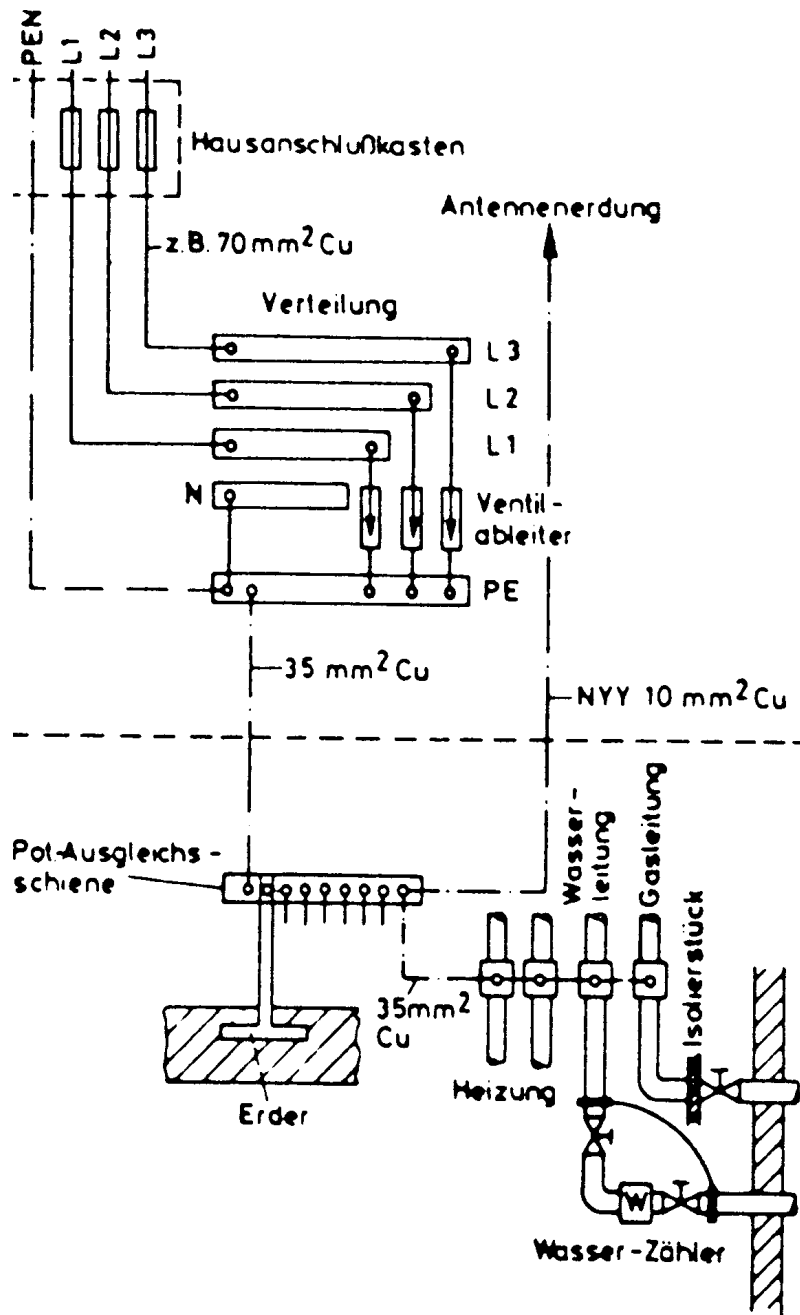 PEN
L1
L2
L3
Hausanschlußkasten
Antennenerdung
z.B. 70 mm² Cu
Verteilung
L3
L2
L1
N
Ventil-
ableiter
PE
35 mm² Cu
NYY 10 mm² Cu
Pot.-Ausgleichs-
schiene
Wasser-
leitung
Gasleitung
Isolierstück
35mm²
Cu
Heizung
Erder
W
Wasser-Zähler